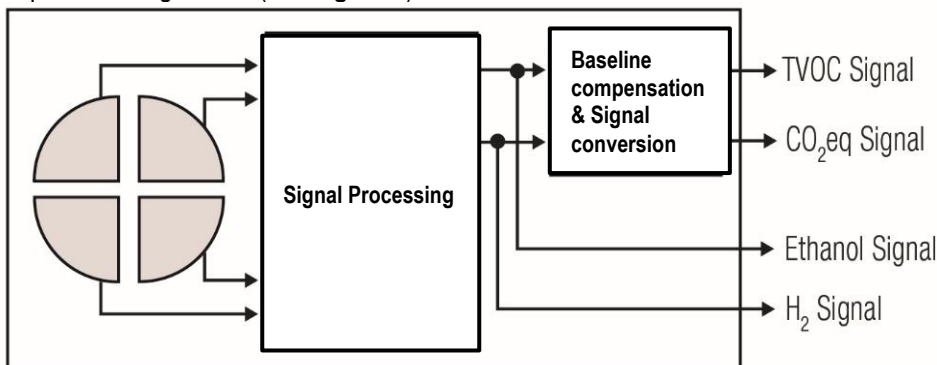 Signal Processing
Baseline
compensation
& Signal
conversion
TVOC Signal
CO₂eq Signal
Ethanol Signal
H₂ Signal